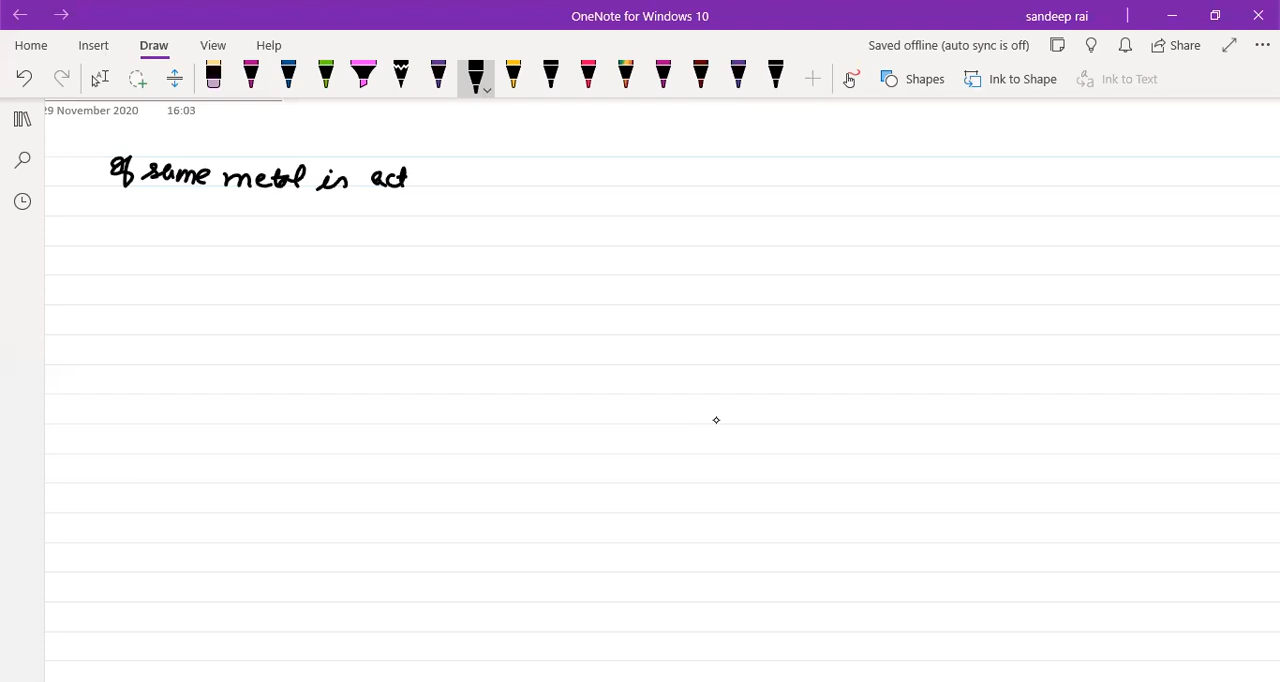 OneNote for Windows 10
sandeep rai
Home Insert Draw View Help
Saved offline (auto sync is off) Share
Shapes Ink to Shape Ink to Text
29 November 2020 16:03
If same metal is act